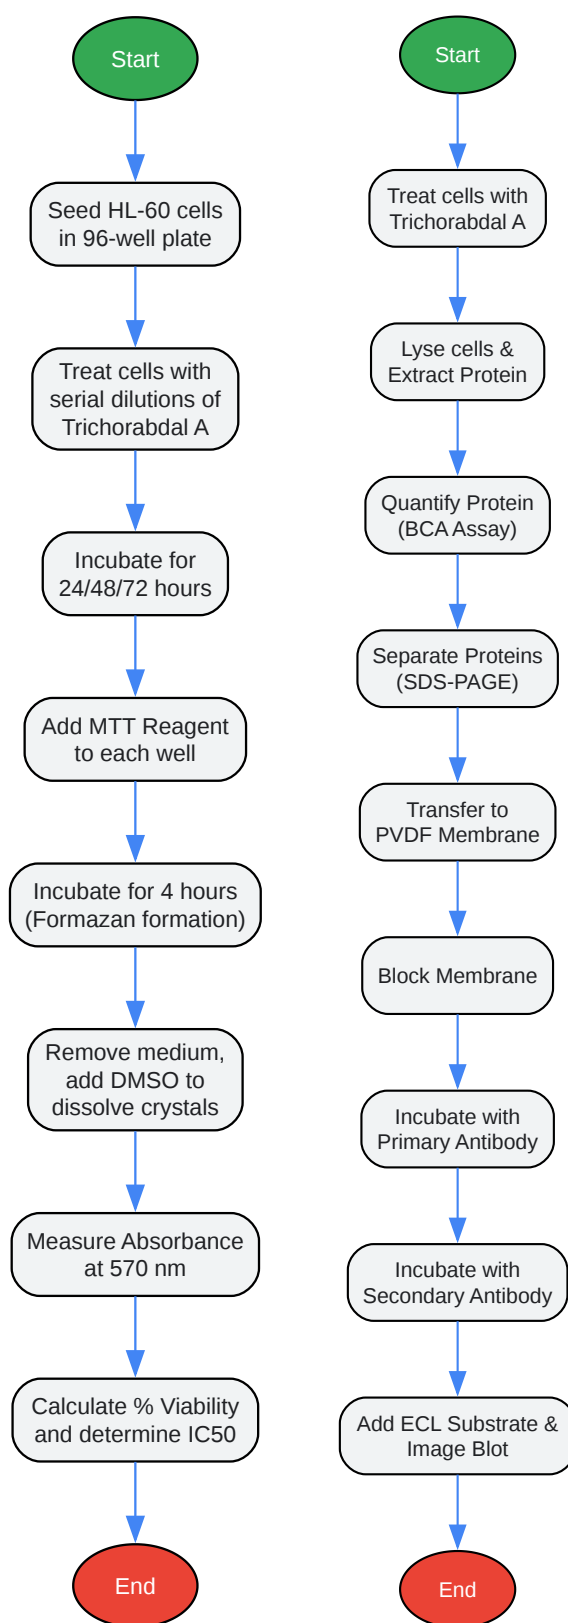 Start
Seed HL-60 cells
in 96-well plate
Treat cells with
serial dilutions of
Trichorabdal A
Incubate for
24/48/72 hours
Add MTT Reagent
to each well
Incubate for 4 hours
(Formazan formation)
Remove medium,
add DMSO to
dissolve crystals
Measure Absorbance
at 570 nm
Calculate % Viability
and determine IC50
End
Start
Treat cells with
Trichorabdal A
Lyse cells &
Extract Protein
Quantify Protein
(BCA Assay)
Separate Proteins
(SDS-PAGE)
Transfer to
PVDF Membrane
Block Membrane
Incubate with
Primary Antibody
Incubate with
Secondary Antibody
Add ECL Substrate &
Image Blot
End